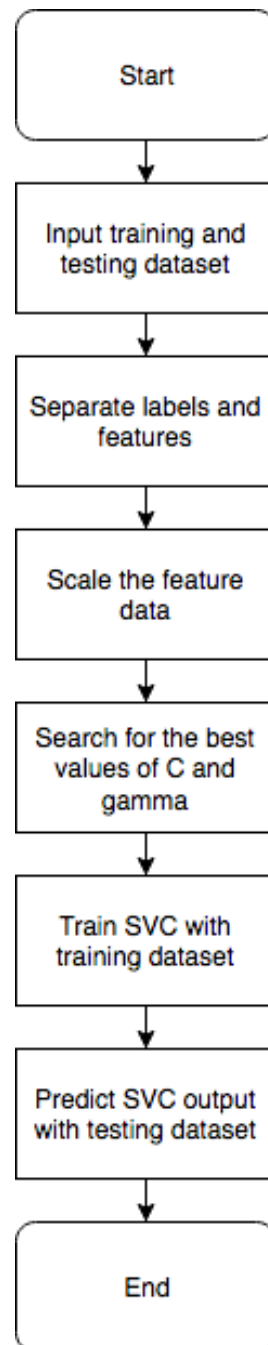 Start
Input training and
testing dataset
Separate labels and
features
Scale the feature
data
Search for the best
values of C and
gamma
Train SVC with
training dataset
Predict SVC output
with testing dataset
End